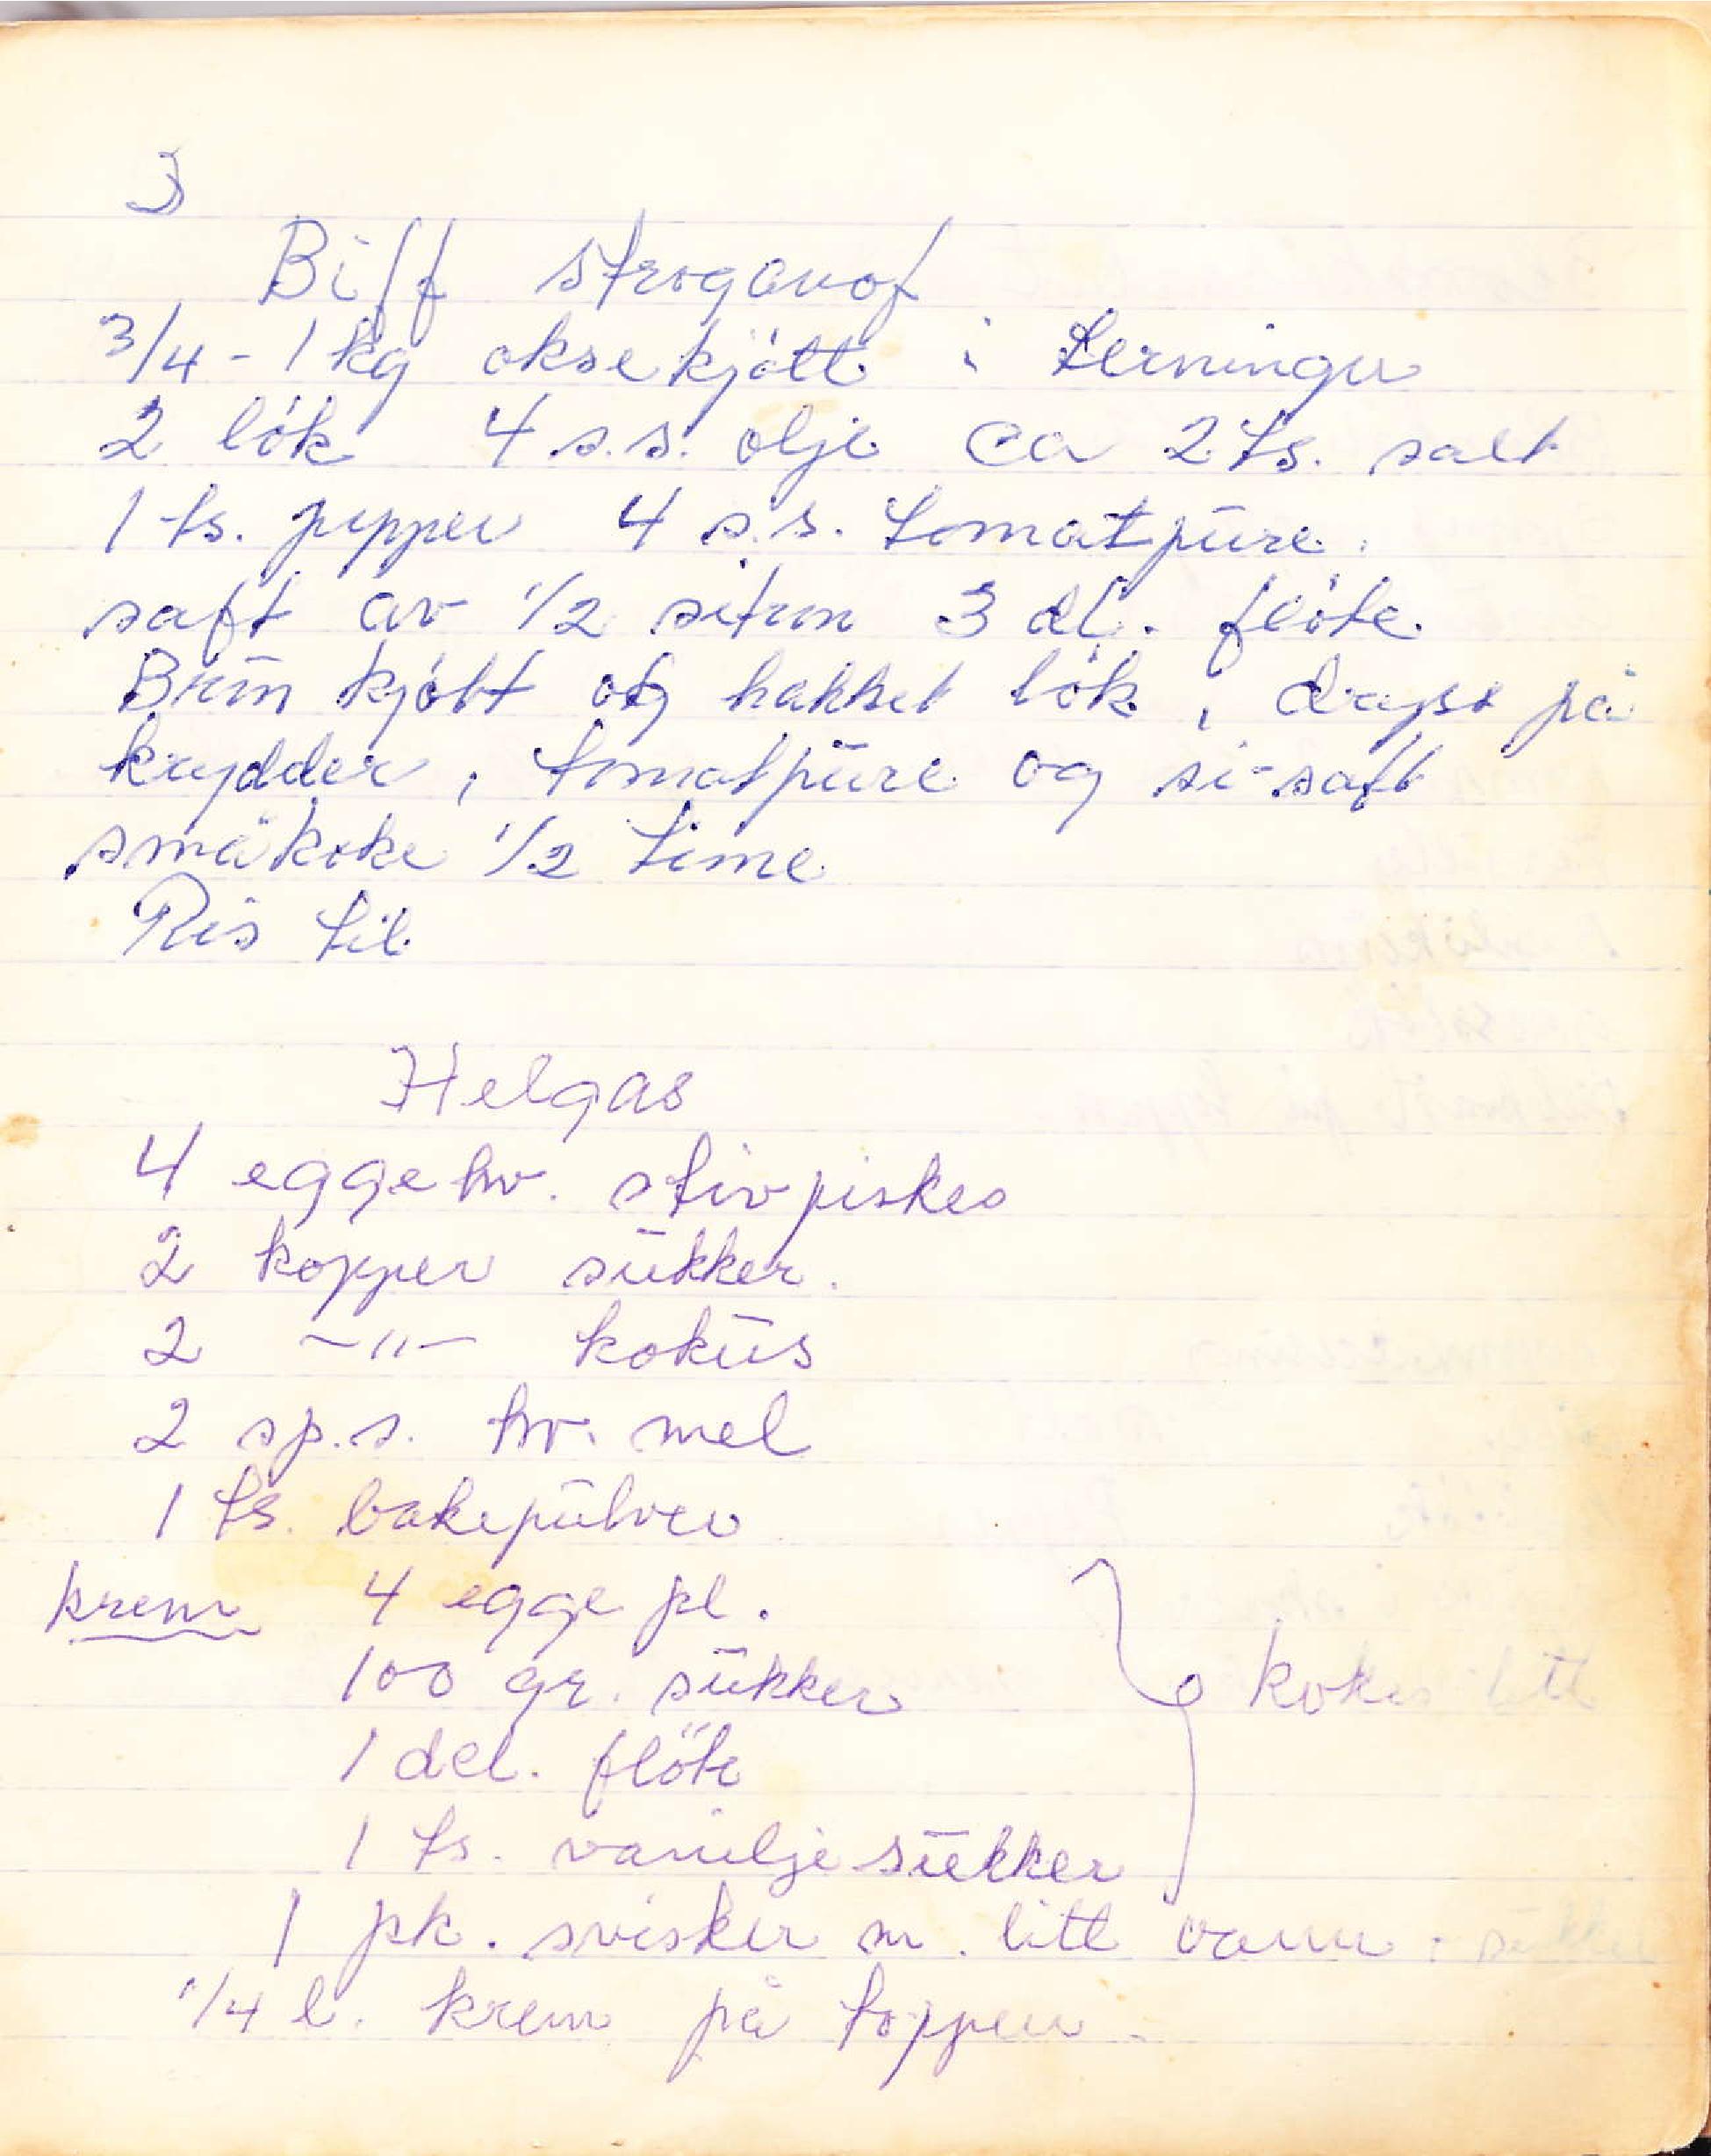 3
Biff stroganof
3/4 - 1 kg oksekjött i terninger
2 lök 4 s.s. olje ca 2 ts. salt
1 ts. pepper 4 s.s. tomatpüre.
saft av 1/2 sitron 3 dl. flöte
Brün kjött og hakket lök, dryss på
krydder, tomatpüre og si-saft
småkoke 1/2 time
Ris til
Helgas
4 eggehv. stivpiskes
2 kopper sükker.
2 -"- koküs
2 sp.s. hv. mel
1 ts. bakepülver
krem 4 egge pl.
100 gr. sükker
1 del. flöte
1 ts. vanilje sükker
kokes litt
1 pk. svisker m. litt vann. sükker
1/4 l. krem på toppen.